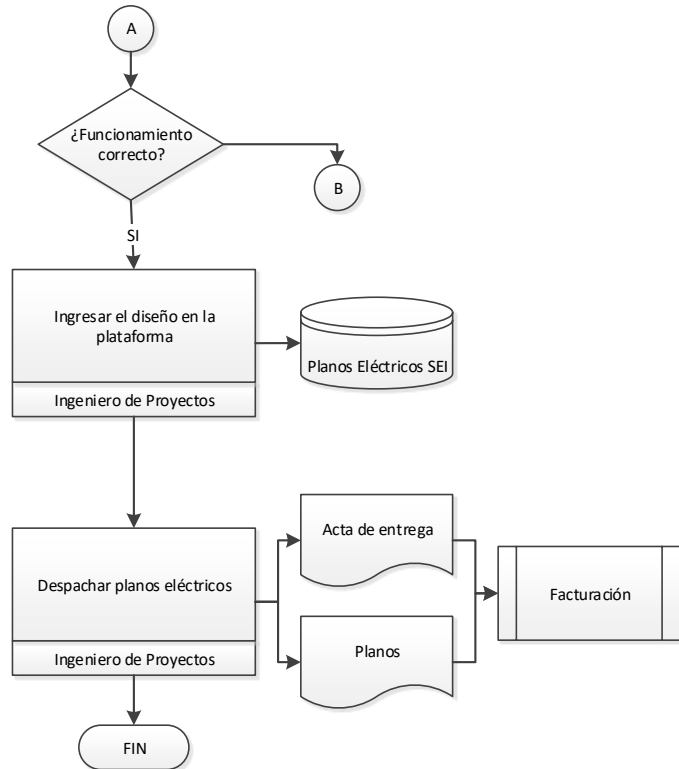 A
¿Funcionamiento
correcto?
B
SI
Ingresar el diseño en la
plataforma
Planos Eléctricos SEI
Ingeniero de Proyectos
Acta de entrega
Despachar planos eléctricos
Facturación
Planos
Ingeniero de Proyectos
FIN